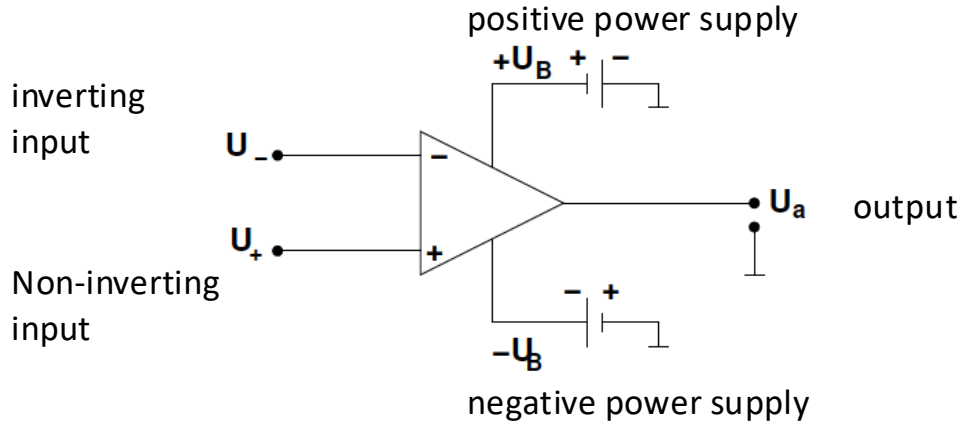 positive power supply
+U_B + −
inverting
input
U_− −
U_+ +
U_a output
Non-inverting
input
− +
−U_B
negative power supply